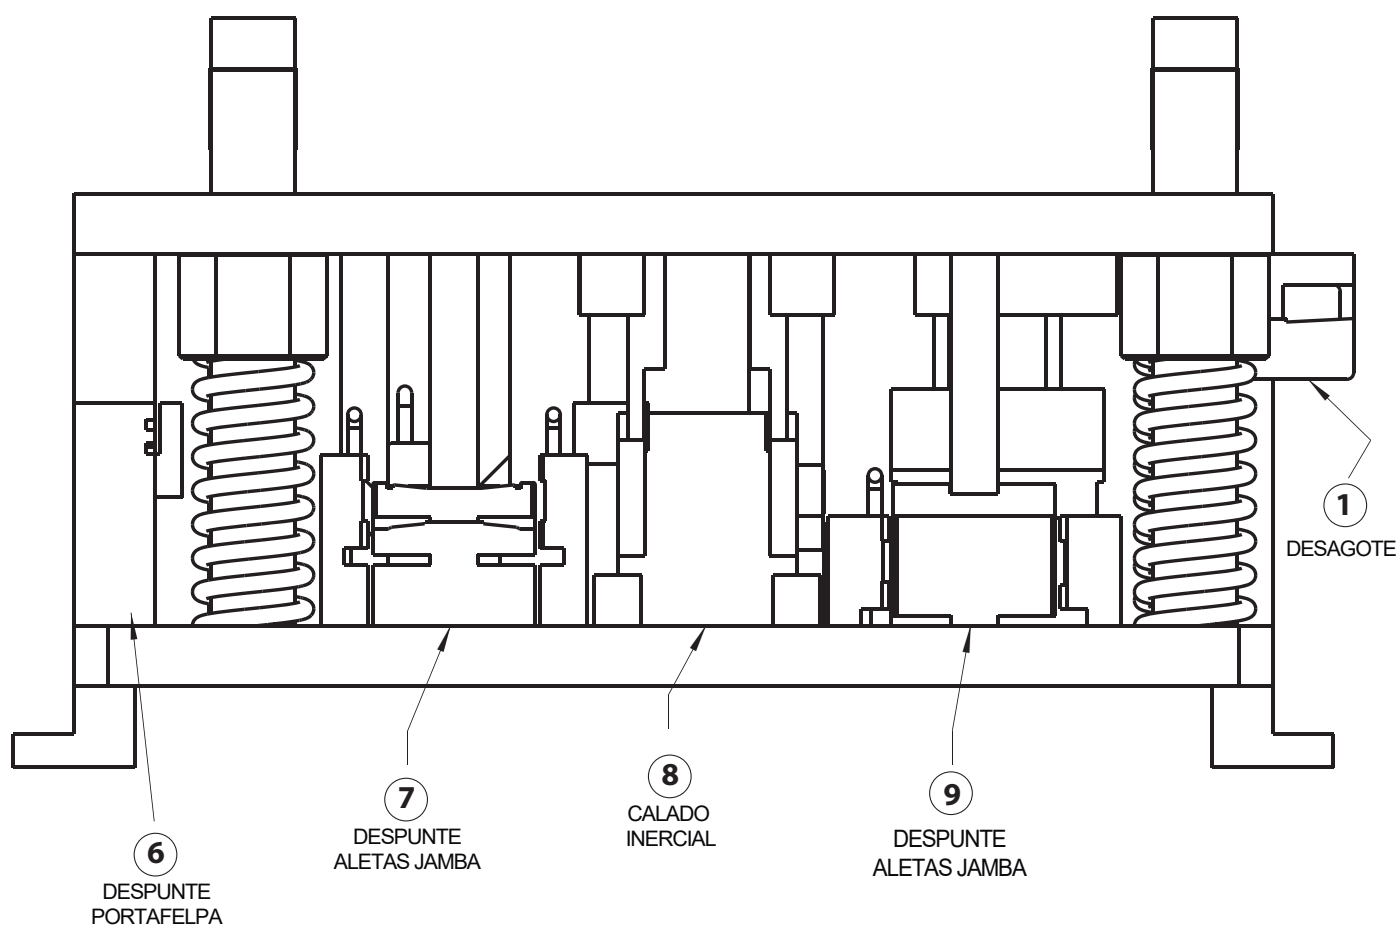 1
DESAGOTE
6
DESPUNTE
PORTAFELPA
7
DESPUNTE
ALETAS JAMBA
8
CALADO
INERCIAL
9
DESPUNTE
ALETAS JAMBA